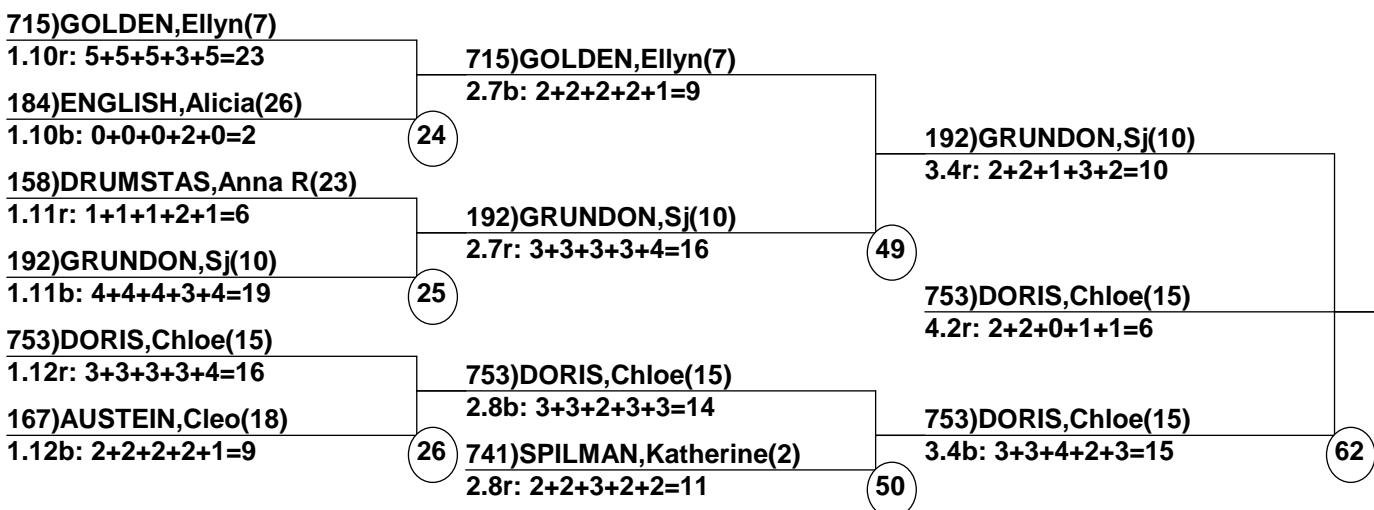 715)GOLDEN,Ellyn(7)
1.10r: 5+5+5+3+5=23
184)ENGLISH,Alicia(26)
1.10b: 0+0+0+2+0=2
24
158)DRUMSTAS,Anna R(23)
1.11r: 1+1+1+2+1=6
192)GRUNDON,Sj(10)
1.11b: 4+4+4+3+4=19
25
753)DORIS,Chloe(15)
1.12r: 3+3+3+3+4=16
167)AUSTEIN,Cleo(18)
1.12b: 2+2+2+2+1=9
26
715)GOLDEN,Ellyn(7)
2.7b: 2+2+2+2+1=9
192)GRUNDON,Sj(10)
2.7r: 3+3+3+3+4=16
49
753)DORIS,Chloe(15)
2.8b: 3+3+2+3+3=14
741)SPILMAN,Katherine(2)
2.8r: 2+2+3+2+2=11
50
192)GRUNDON,Sj(10)
3.4r: 2+2+1+3+2=10
753)DORIS,Chloe(15)
4.2r: 2+2+0+1+1=6
753)DORIS,Chloe(15)
3.4b: 3+3+4+2+3=15
62